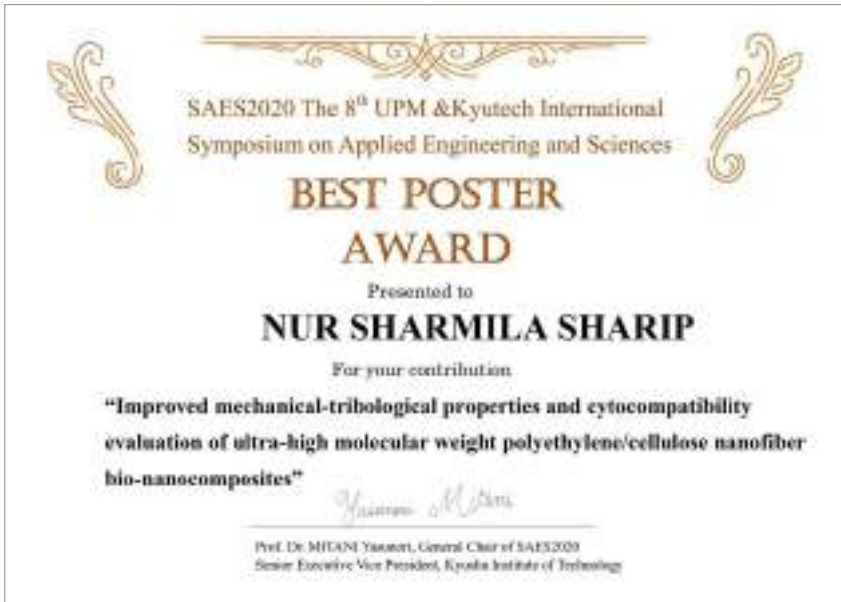 SAES2020 The 8th UPM &Kyutech International
Symposium on Applied Engineering and Sciences
BEST POSTER
AWARD
Presented to
NUR SHARMILA SHARIP
For your contribution
“Improved mechanical-tribological properties and cytocompatibility
evaluation of ultra-high molecular weight polyethylene/cellulose nanofiber
bio-nanocomposites”
Prof. Dr. MITANI Yasunori, General Chair of SAES2020
Senior Executive Vice President, Kyushu Institute of Technology